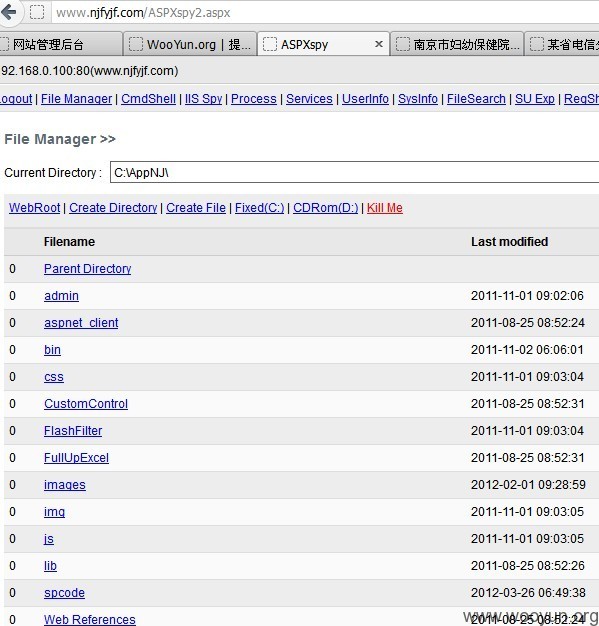 www.njfyjf.com/ASPXspy2.aspx
网站管理后台 WooYun.org | 提... ASPXspy × 南京市妇幼保健院... 某省电信
92.168.0.100:80(www.njfyjf.com)
ogout | File Manager | CmdShell | IIS Spy | Process | Services | UserInfo | SysInfo | FileSearch | SU Exp | RegSh
File Manager >>
Current Directory : C:\AppNJ\
WebRoot | Create Directory | Create File | Fixed(C:) | CDRom(D:) | Kill Me
Filename Last modified
0 Parent Directory
0 admin 2011-11-01 09:02:06
0 aspnet_client 2011-08-25 08:52:24
0 bin 2011-11-02 06:06:01
0 css 2011-11-01 09:03:04
0 CustomControl 2011-08-25 08:52:31
0 FlashFilter 2011-11-01 09:03:04
0 FullUpExcel 2011-08-25 08:52:31
0 images 2012-02-01 09:28:59
0 img 2011-11-01 09:03:05
0 js 2011-11-01 09:03:05
0 lib 2011-08-25 08:52:26
0 spcode 2012-03-26 06:49:38
0 Web References 2011-08-25 08:52:24
www.wooyun.org